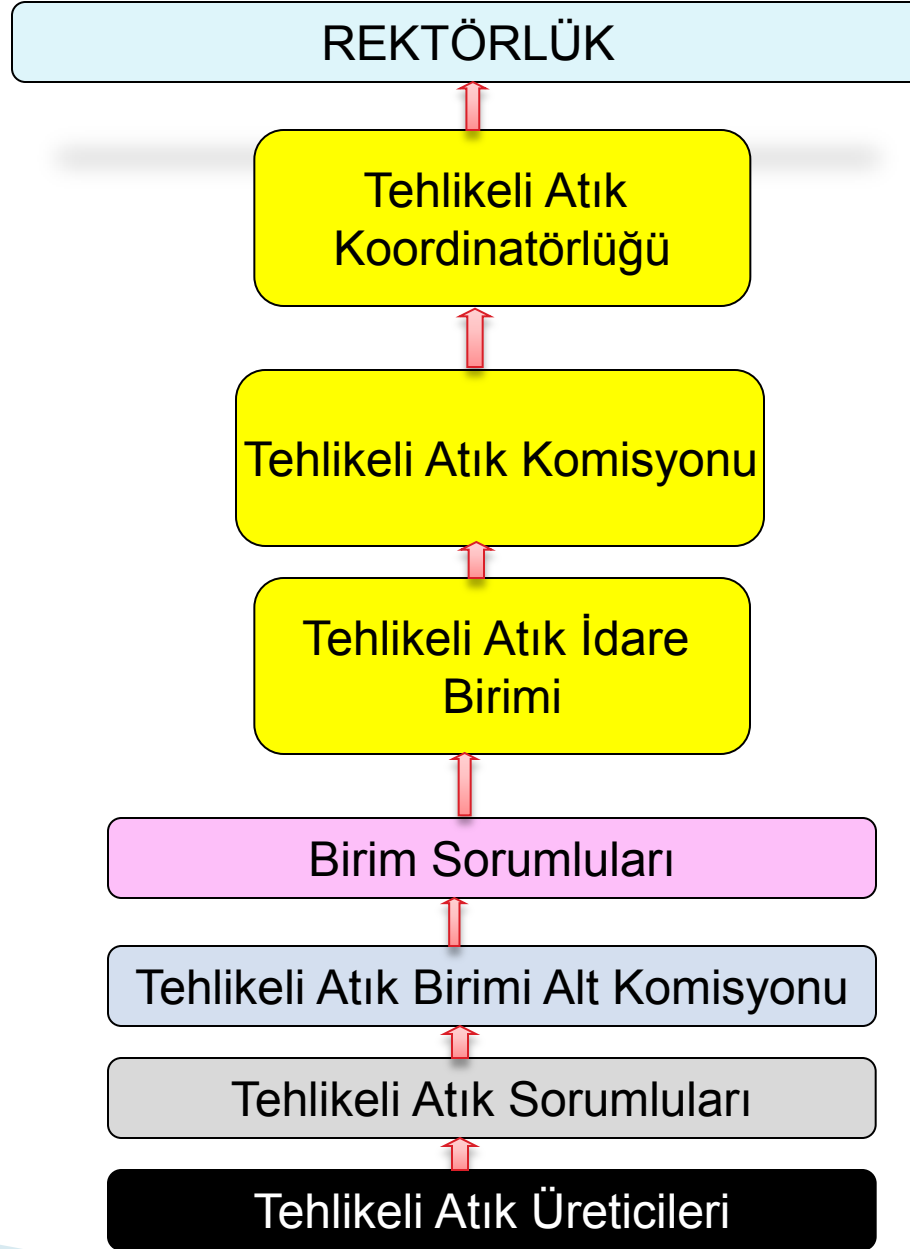 REKTÖRLÜK
Tehlikeli Atık
Koordinatörlüğü
Tehlikeli Atık Komisyonu
Tehlikeli Atık İdare
Birimi
Birim Sorumluları
Tehlikeli Atık Birimi Alt Komisyonu
Tehlikeli Atık Sorumluları
Tehlikeli Atık Üreticileri